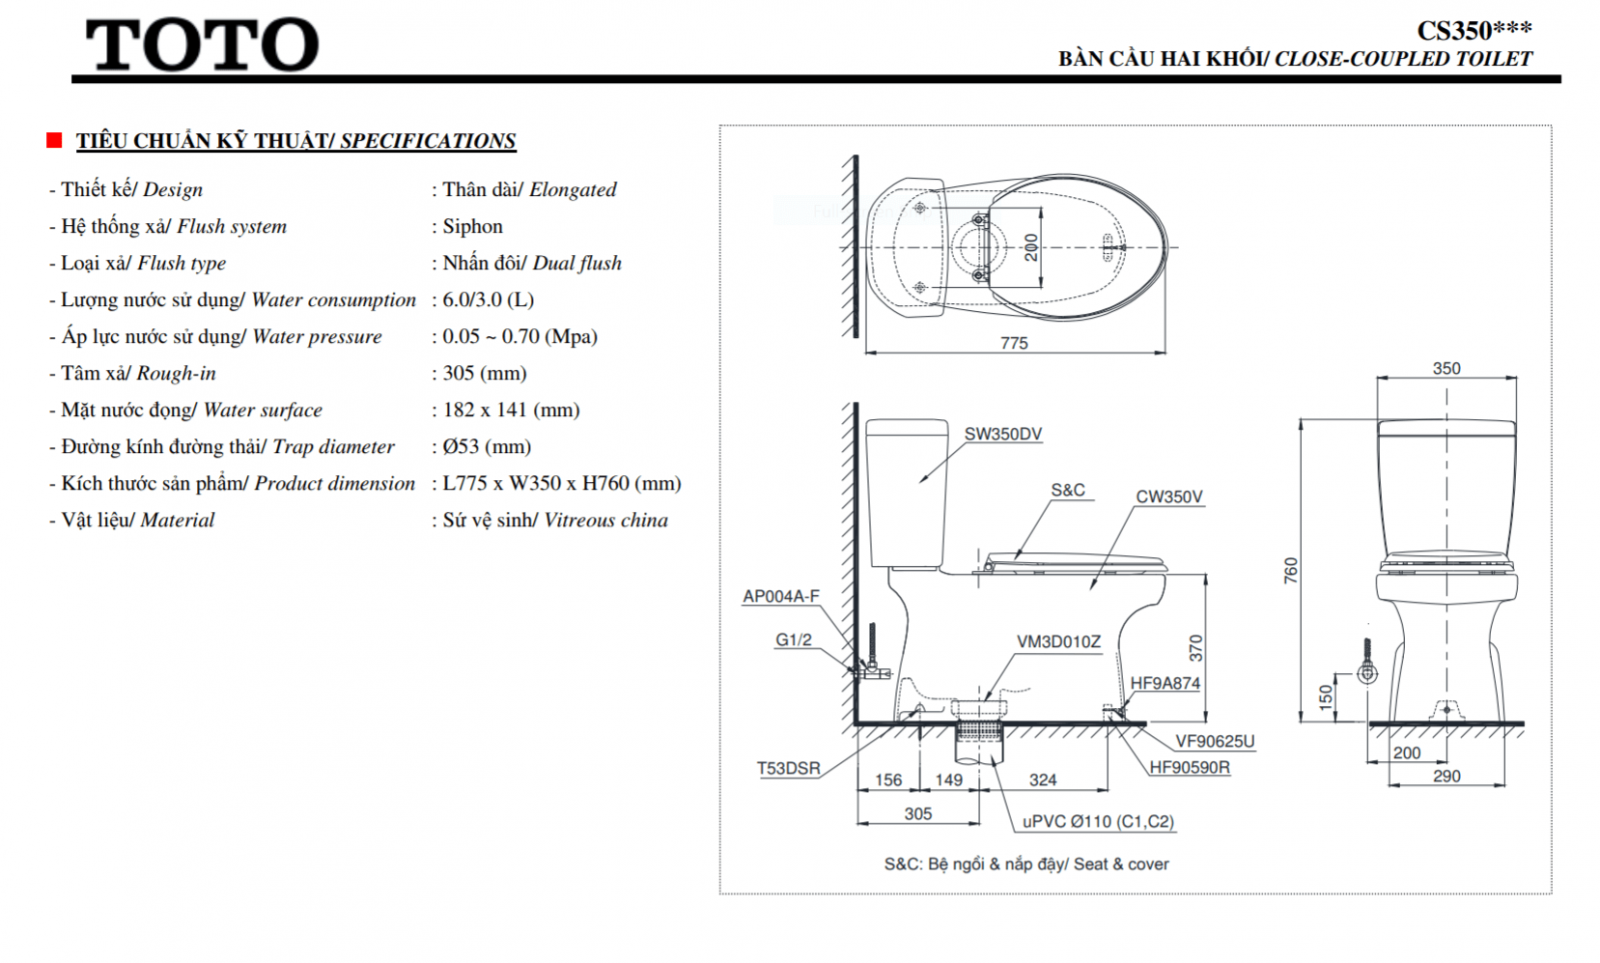 TOTO
CS350***
BÀN CẦU HAI KHỐI/ CLOSE-COUPLED TOILET
TIÊU CHUẨN KỸ THUẬT/ SPECIFICATIONS
- Thiết kế/ Design : Thân dài/ Elongated
- Hệ thống xả/ Flush system : Siphon
- Loại xả/ Flush type : Nhấn đôi/ Dual flush
- Lượng nước sử dụng/ Water consumption : 6.0/3.0 (L)
- Áp lực nước sử dụng/ Water pressure : 0.05 ~ 0.70 (Mpa)
- Tâm xả/ Rough-in : 305 (mm)
- Mặt nước đọng/ Water surface : 182 x 141 (mm)
- Đường kính đường thải/ Trap diameter : Ø53 (mm)
- Kích thước sản phẩm/ Product dimension : L775 x W350 x H760 (mm)
- Vật liệu/ Material : Sứ vệ sinh/ Vitreous china
200
775
350
SW350DV
S&C
CW350V
760
AP004A-F
G1/2
VM3D010Z
370
HF9A874
150
VF90625U
T53DSR
HF90590R
156
149
324
200
290
305
uPVC Ø110 (C1,C2)
S&C: Bệ ngồi & nắp đậy/ Seat & cover